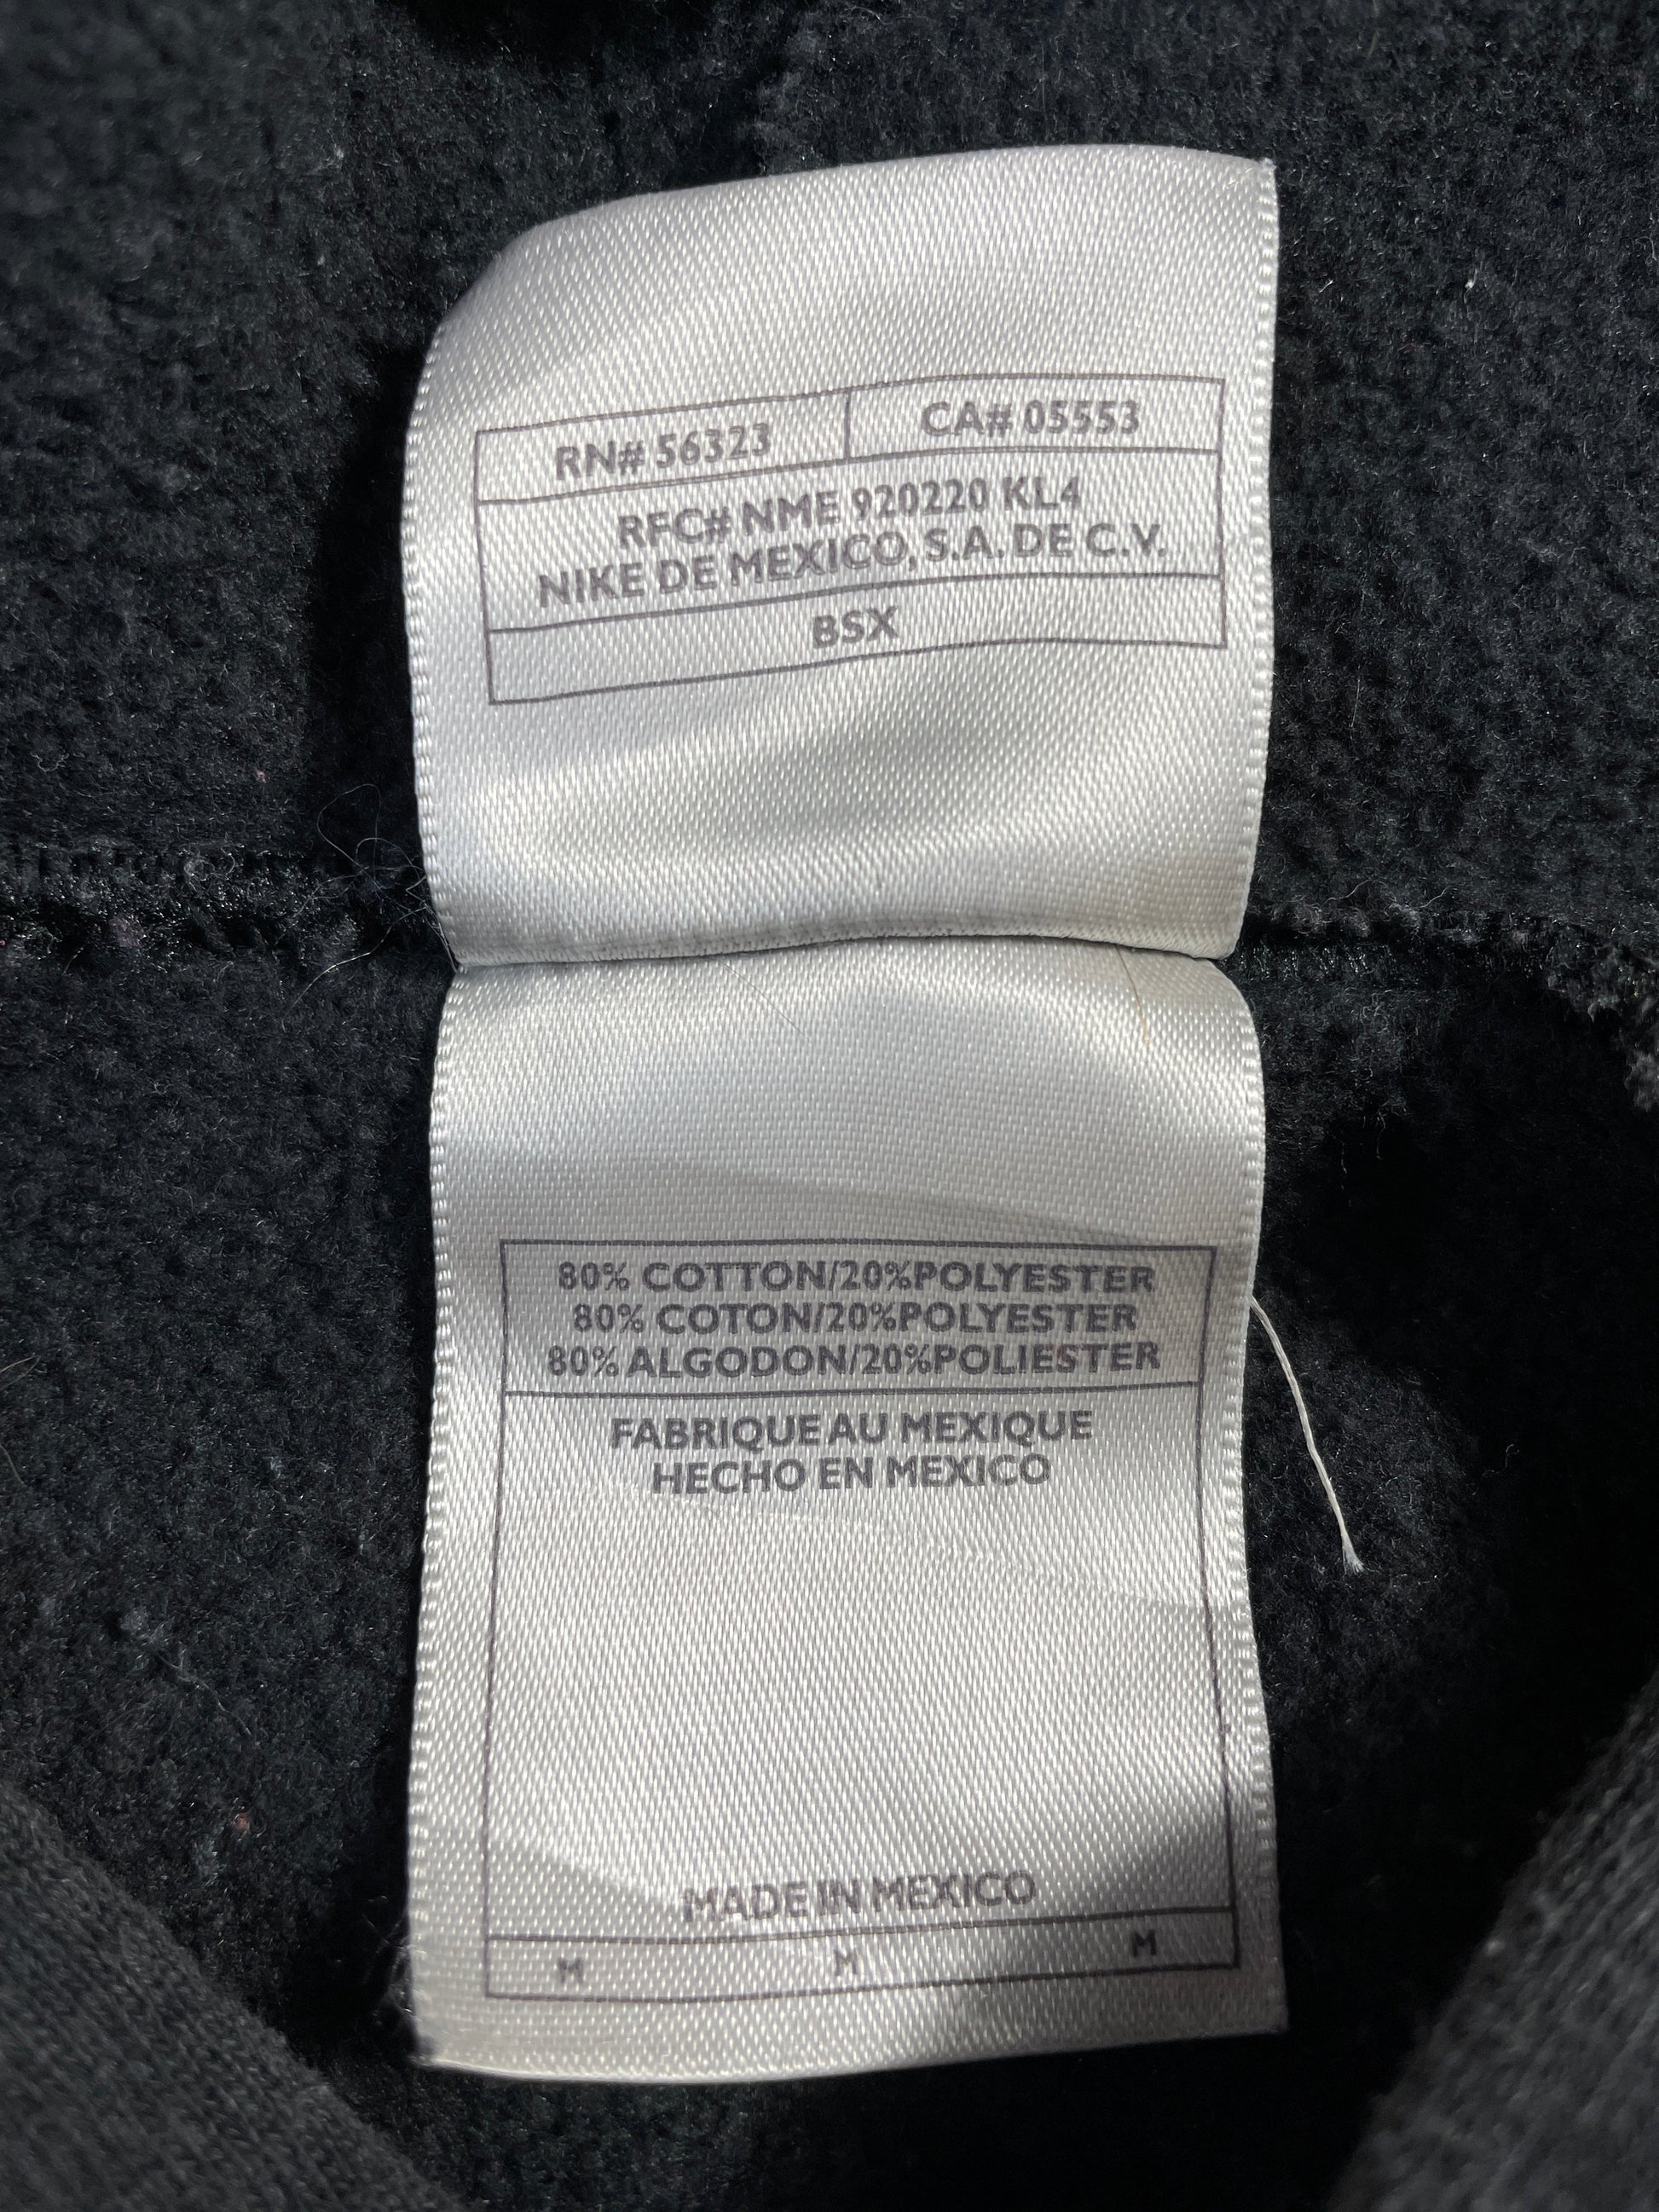 RN# 56323 CA# 05553
RFC# NME 920220 KL4
NIKE DE MEXICO, S.A. DE C.V.
BSX
80% COTTON/20%POLYESTER
80% COTON/20%POLYESTER
80% ALGODON/20%POLIESTER
FABRIQUE AU MEXIQUE
HECHO EN MEXICO
MADE IN MEXICO
M M M